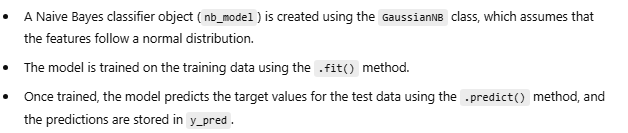 • A Naive Bayes classifier object ( nb_model ) is created using the GaussianNB class, which assumes that
the features follow a normal distribution.
• The model is trained on the training data using the .fit() method.
• Once trained, the model predicts the target values for the test data using the .predict() method, and
the predictions are stored in y_pred .